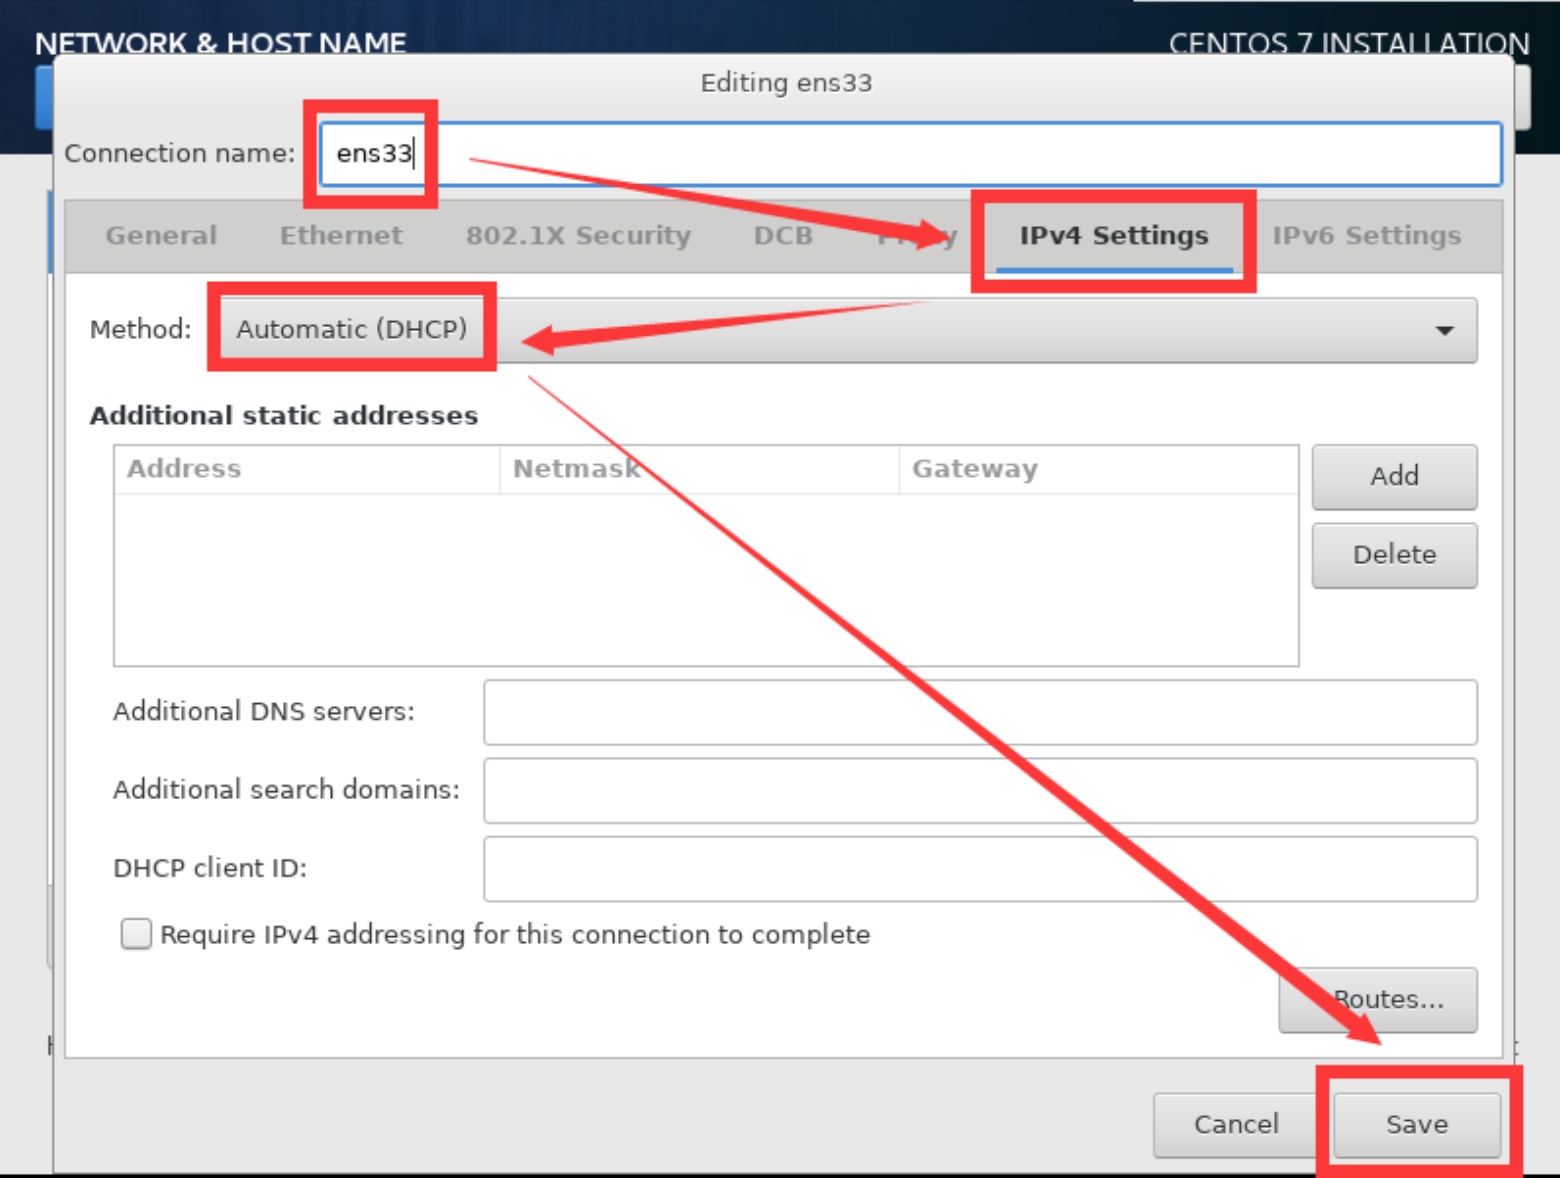 NETWORK & HOST NAME
CENTOS 7 INSTALLATION
Editing ens33
Connection name: ens33
General Ethernet 802.1X Security DCB Proxy IPv4 Settings IPv6 Settings
Method: Automatic (DHCP)
Additional static addresses
Address Netmask Gateway
Add
Delete
Additional DNS servers:
Additional search domains:
DHCP client ID:
Require IPv4 addressing for this connection to complete
Routes...
Cancel Save